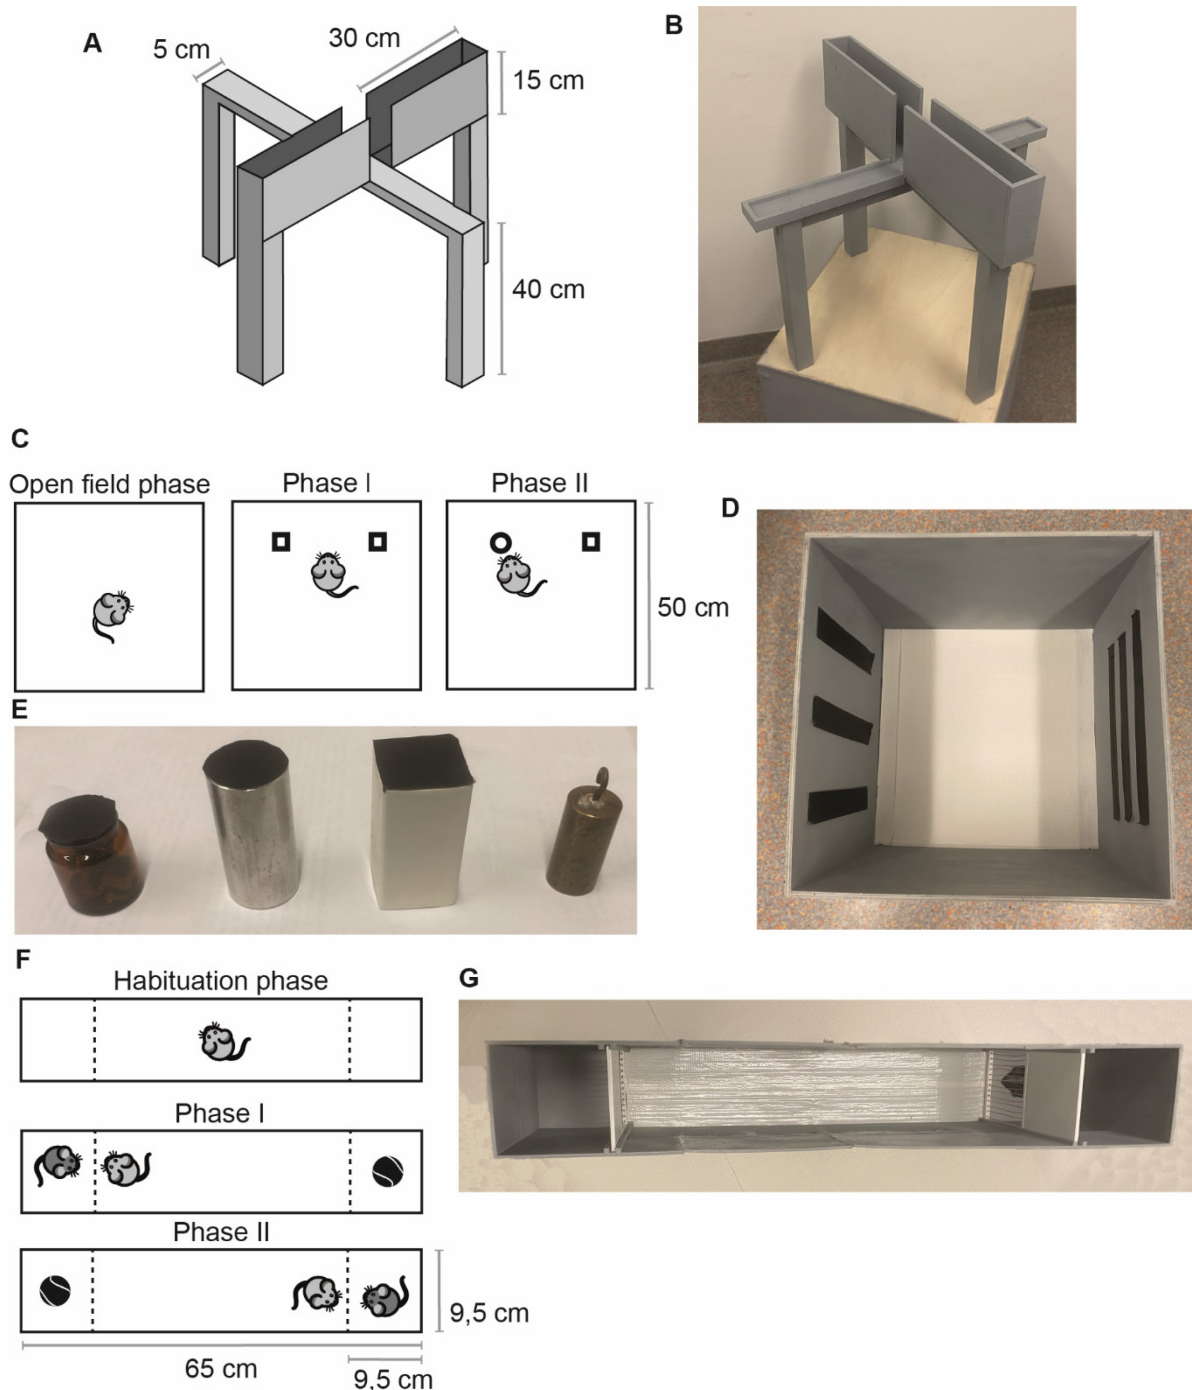 A
5 cm
30 cm
15 cm
40 cm
B
C
Open field phase
Phase I
Phase II
50 cm
D
E
F
Habituation phase
Phase I
Phase II
9,5 cm
65 cm
9,5 cm
G